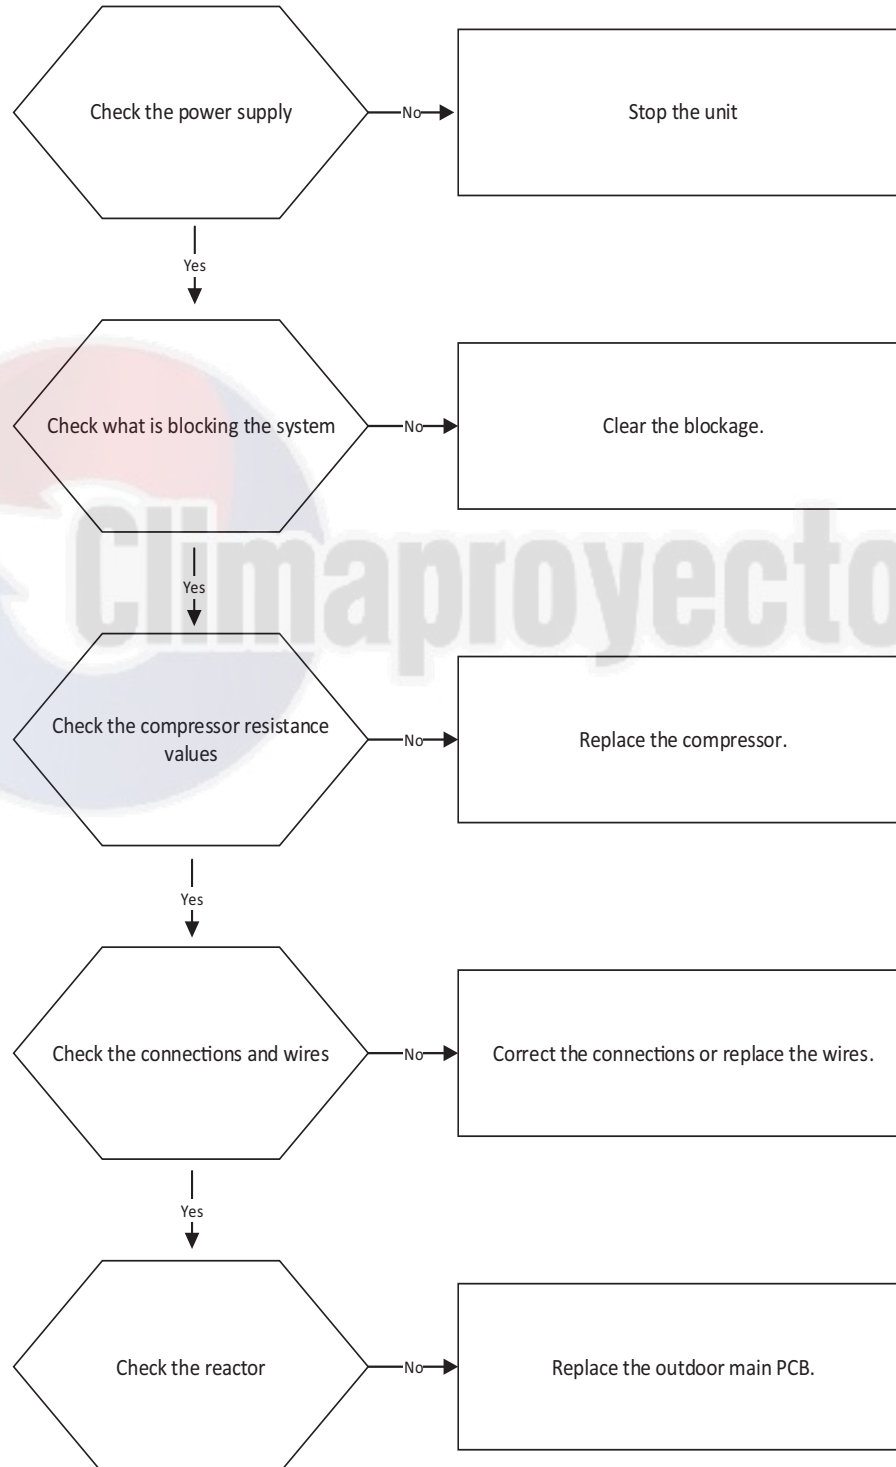 Check the power supply
No
Stop the unit
Yes
Check what is blocking the system
No
Clear the blockage.
Climaproyecto
Yes
Check the compressor resistance
values
No
Replace the compressor.
Yes
Check the connections and wires
No
Correct the connections or replace the wires.
Yes
Check the reactor
No
Replace the outdoor main PCB.